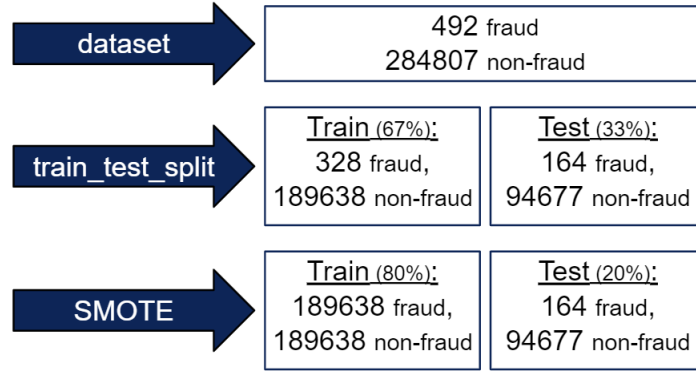 dataset
492 fraud
284807 non-fraud
train_test_split
Train (67%):
328 fraud,
189638 non-fraud
Test (33%):
164 fraud,
94677 non-fraud
SMOTE
Train (80%):
189638 fraud,
189638 non-fraud
Test (20%):
164 fraud,
94677 non-fraud